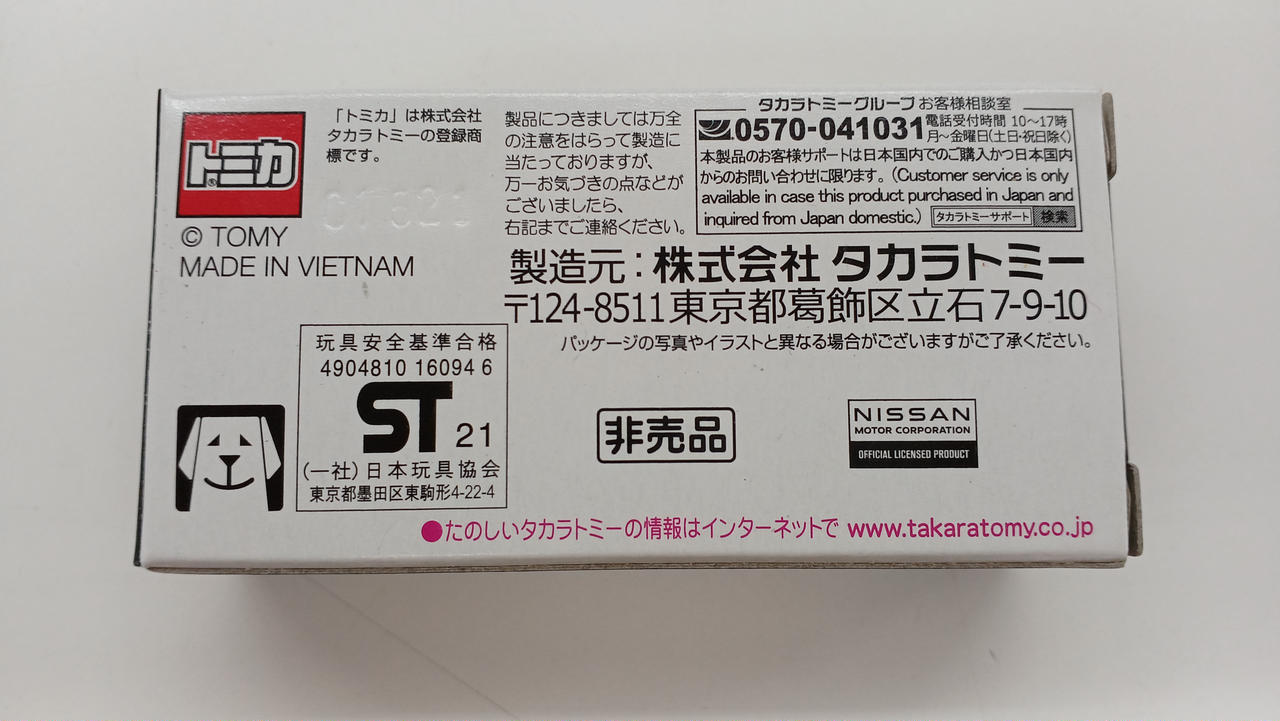 トミカ®
© TOMY
MADE IN VIETNAM
「トミカ」は株式会社
タカラトミーの登録商
標です。
製品につきましては万全
の注意をはらって製造に
当たっておりますが、
万一お気づきの点などが
ございましたら、
右記までご連絡ください。
タカラトミーグループ お客様相談室
0570-041031 電話受付時間 10〜17時
月〜金曜日(土日・祝日除く)
本製品のお客様サポートは日本国内でのご購入かつ日本国内
からのお問い合わせに限ります。(Customer service is only
available in case this product purchased in Japan and
inquired from Japan domestic.) タカラトミーサポート 検索
製造元:株式会社 タカラトミー
〒124-8511 東京都葛飾区立石 7-9-10
パッケージの写真やイラストと異なる場合がございますがご了承ください。
玩具安全基準合格
4904810 16094 6
ST 21
(一社)日本玩具協会
東京都墨田区東駒形4-22-4
非売品
NISSAN
MOTOR CORPORATION
OFFICIAL LICENSED PRODUCT
●たのしいタカラトミーの情報はインターネットで www.takaratomy.co.jp